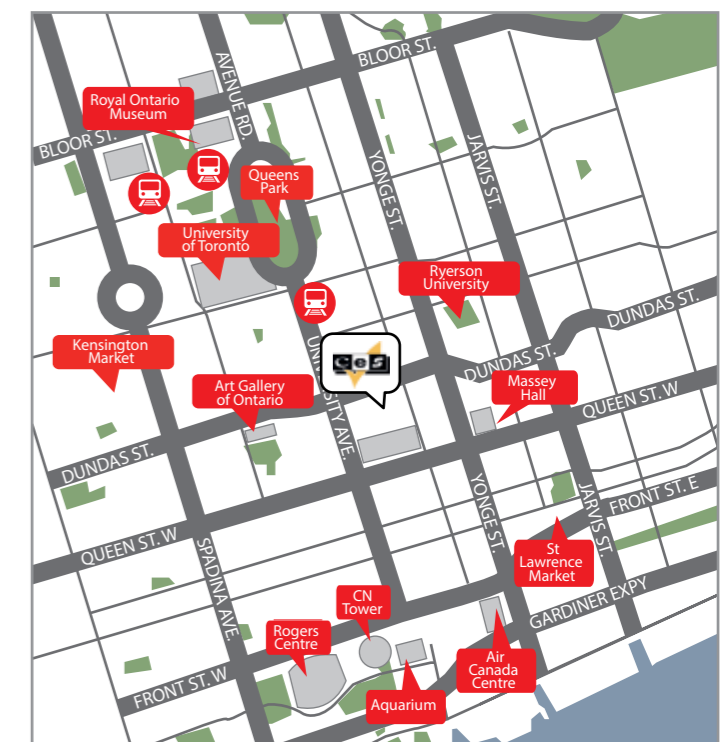 AVENUE RD.
BLOOR ST.
Royal Ontario
Museum
BLOOR ST.
JARVIS ST.
YONGE ST.
Queens
Park
University
of Toronto
Ryerson
University
DUNDAS ST.
Kensington
Market
UNIVERSITY AVE.
ces
DUNDAS ST.
Art Gallery
of Ontario
Massey
Hall
QUEEN ST. W
DUNDAS ST.
QUEEN ST. W
YONGE ST.
JARVIS ST.
FRONT ST. E
SPADINA AVE.
St
Lawrence
Market
CN
Tower
GARDINER EXPY
Rogers
Centre
Air
Canada
Centre
FRONT ST. W
Aquarium